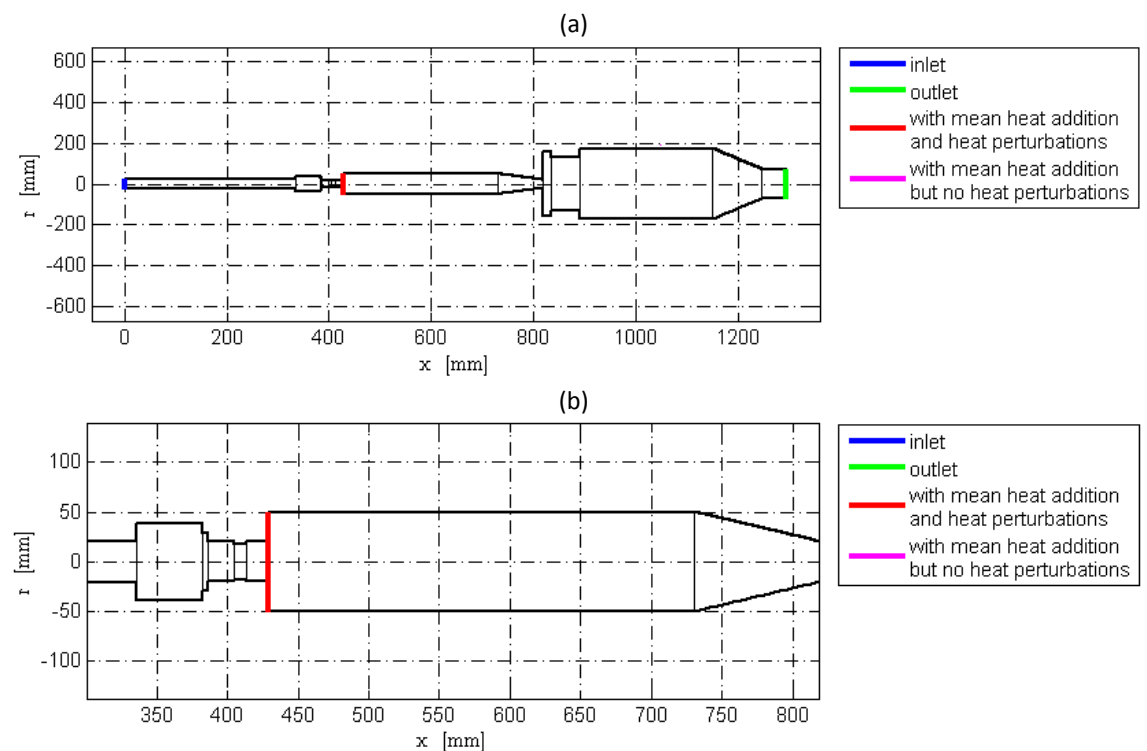 (a)
600
400
200
0
-200
-400
-600
r [mm]
0 200 400 600 800 1000 1200
x [mm]
inlet
outlet
with mean heat addition
and heat perturbations
with mean heat addition
but no heat perturbations
(b)
100
50
0
-50
-100
r [mm]
350 400 450 500 550 600 650 700 750 800
x [mm]
inlet
outlet
with mean heat addition
and heat perturbations
with mean heat addition
but no heat perturbations